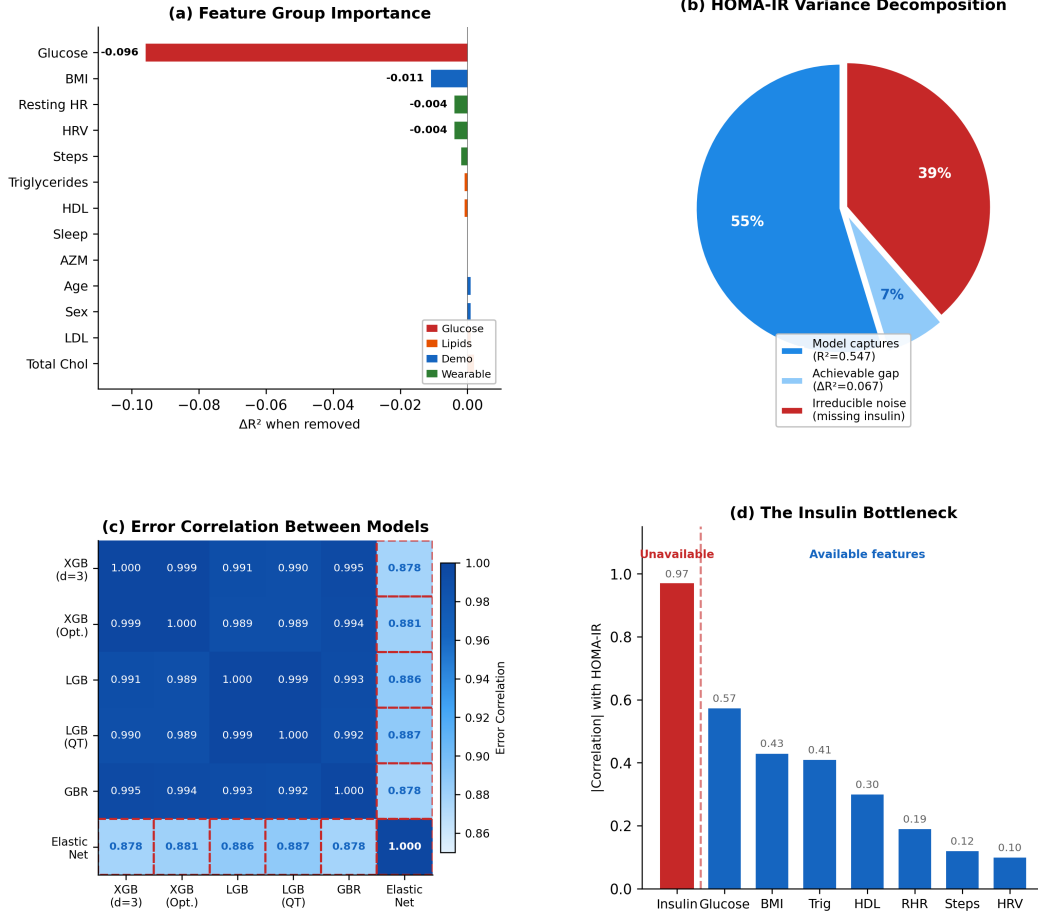 (a) Feature Group Importance
Glucose
BMI
Resting HR
HRV
Steps
Triglycerides
HDL
Sleep
AZM
Age
Sex
LDL
Total Chol
-0.096
-0.011
-0.004
-0.004
Glucose
Lipids
Demo
Wearable
−0.10 −0.08 −0.06 −0.04 −0.02 0.00
ΔR² when removed
(b) HOMA-IR Variance Decomposition
39%
55%
7%
Model captures
(R²=0.547)
Achievable gap
(ΔR²=0.067)
Irreducible noise
(missing insulin)
(c) Error Correlation Between Models
XGB
(d=3)
1.000 0.999 0.991 0.990 0.995 0.878
XGB
(Opt.)
0.999 1.000 0.989 0.989 0.994 0.881
LGB
0.991 0.989 1.000 0.999 0.993 0.886
LGB
(QT)
0.990 0.989 0.999 1.000 0.992 0.887
GBR
0.995 0.994 0.993 0.992 1.000 0.878
Elastic
Net
0.878 0.881 0.886 0.887 0.878 1.000
XGB
(d=3)
XGB
(Opt.)
LGB
LGB
(QT)
GBR
Elastic
Net
1.00
0.98
0.96
0.94
0.92
0.90
0.88
0.86
Error Correlation
(d) The Insulin Bottleneck
Unavailable
Available features
|Correlation| with HOMA-IR
1.0
0.8
0.6
0.4
0.2
0.0
0.97
0.57
0.43
0.41
0.30
0.19
0.12
0.10
Insulin Glucose BMI Trig HDL RHR Steps HRV